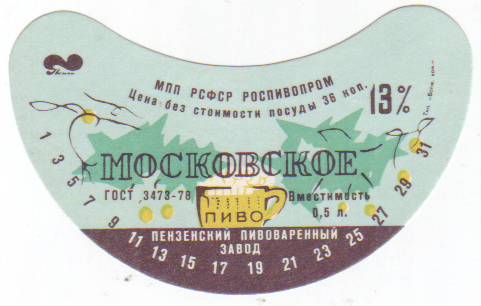 МПП РСФСР РОСПИВОПРОМ
Цена без стоимости посуды 36 коп.
13%
МОСКОВСКОЕ
ГОСТ 3473-78
ПИВО
Вместимость
0,5 л.
ПЕНЗЕНСКИЙ ПИВОВАРЕННЫЙ
ЗАВОД
1 3 5 7 9 11 13 15 17 19 21 23 25 27 29 31